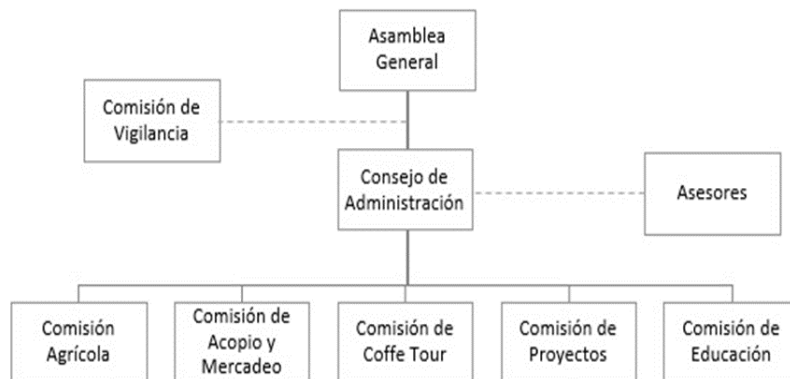 Asamblea
General
Comisión de
Vigilancia
Consejo de
Administración
Asesores
Comisión
Agrícola
Comisión de
Acopio y
Mercadeo
Comisión de
Coffe Tour
Comisión de
Proyectos
Comisión de
Educación